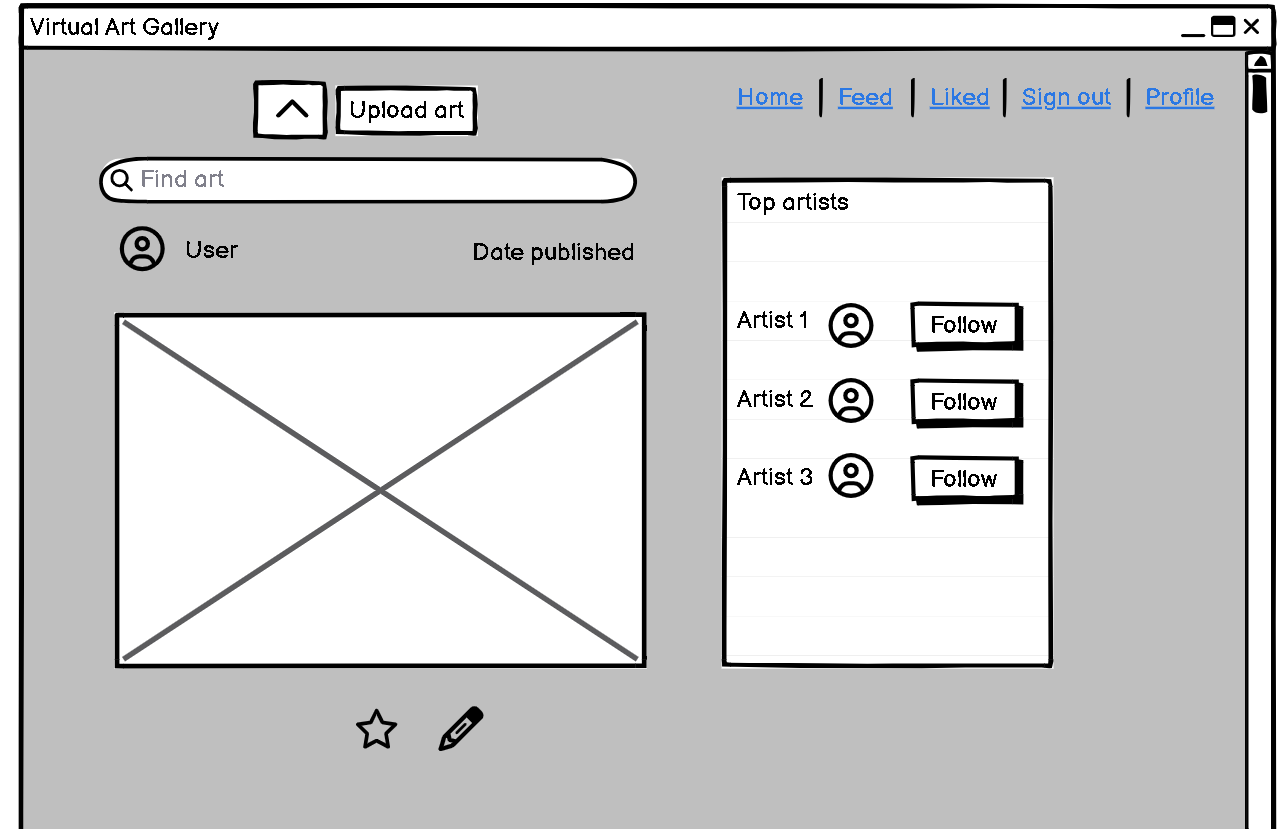 Virtual Art Gallery
Upload art
Home Feed Liked Sign out Profile
Find art
User Date published
Top artists
Artist 1 Follow
Artist 2 Follow
Artist 3 Follow